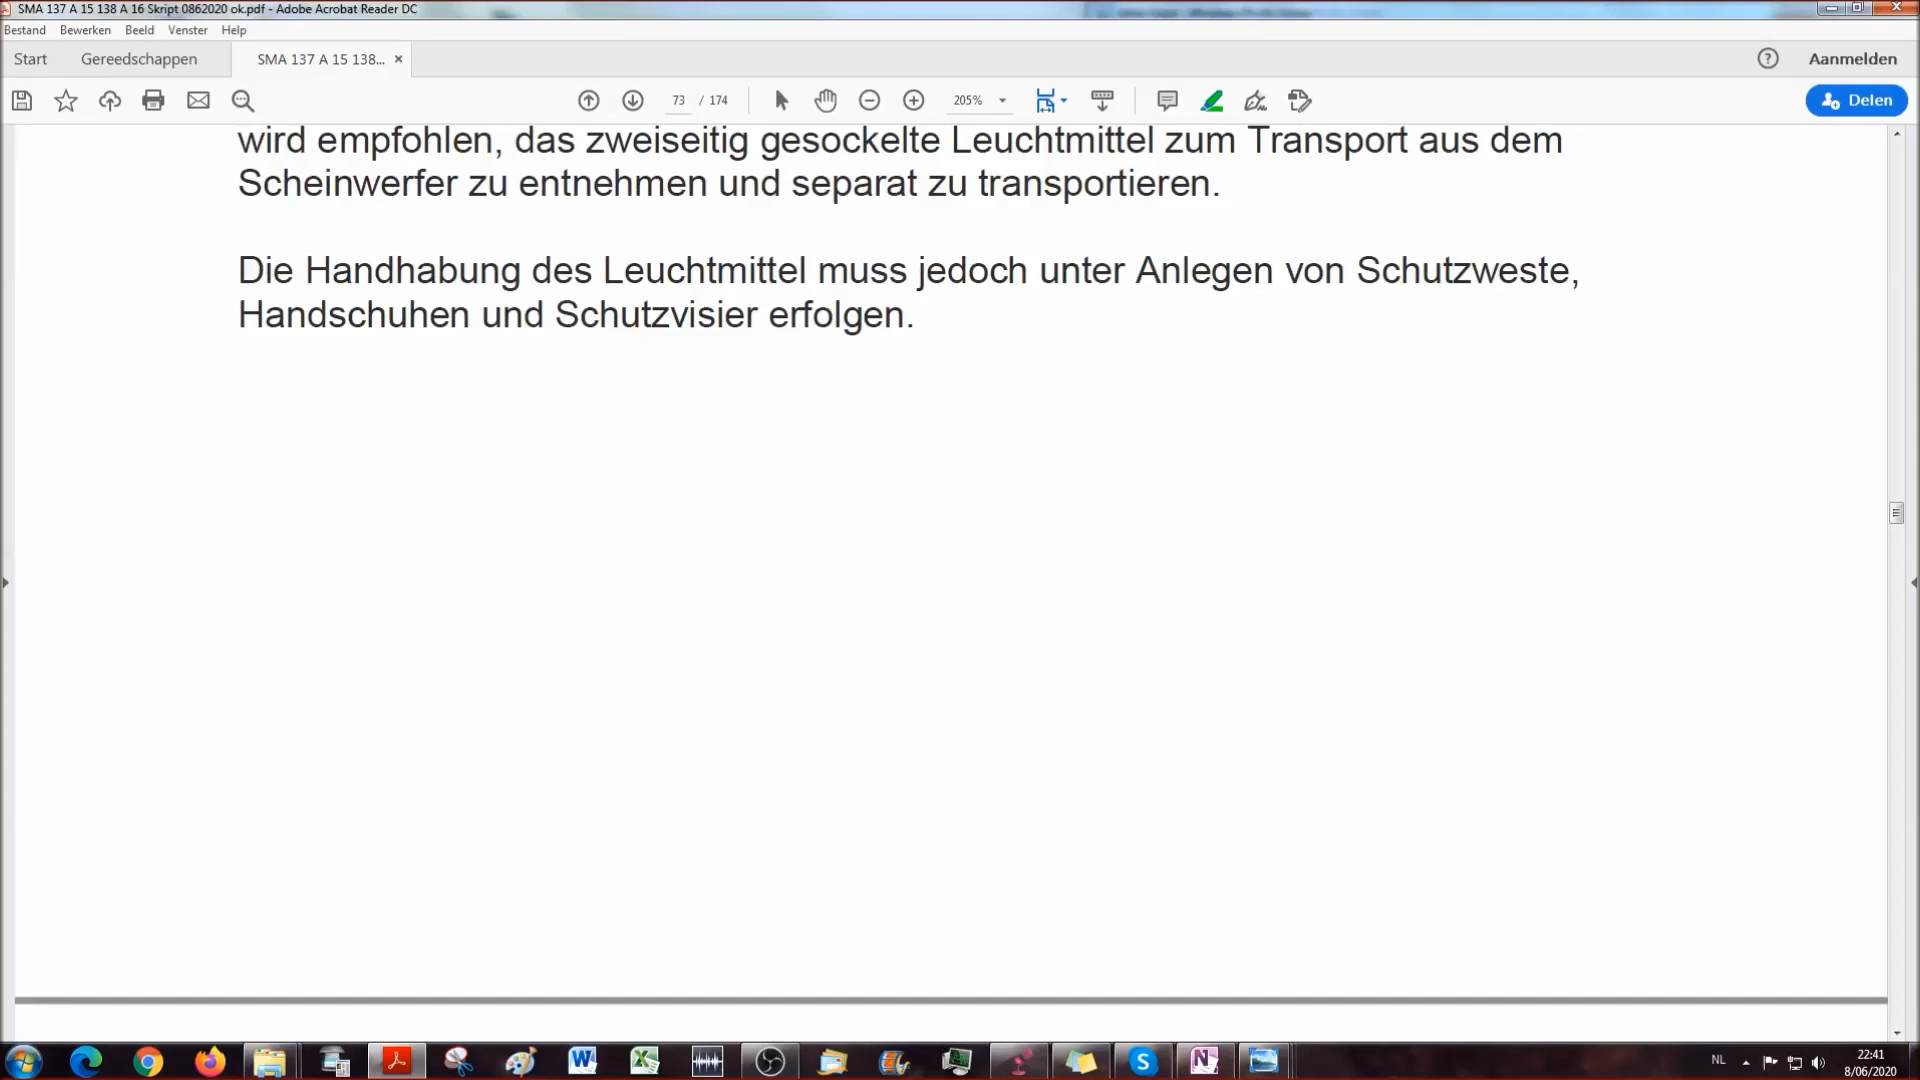 SMA 137 A 15 138 A 16 Skript 0862020 ok.pdf - Adobe Acrobat Reader DC
Bestand Bewerken Beeld Venster Help
Start Gereedschappen SMA 137 A 15 138... × Aanmelden
73 / 174 205% Delen
wird empfohlen, das zweiseitig gesockelte Leuchtmittel zum Transport aus dem
Scheinwerfer zu entnehmen und separat zu transportieren.
Die Handhabung des Leuchtmittel muss jedoch unter Anlegen von Schutzweste,
Handschuhen und Schutzvisier erfolgen.
NL 22:41
8/06/2020